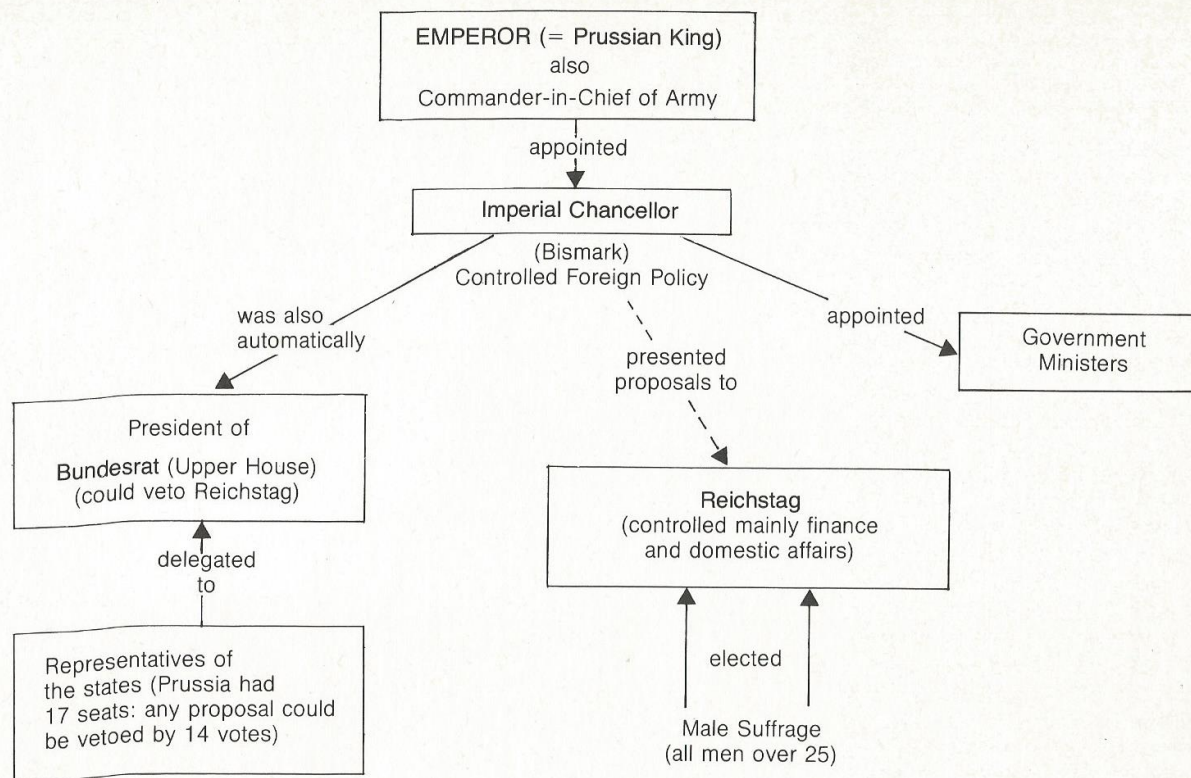 EMPEROR (= Prussian King)
also
Commander-in-Chief of Army
appointed
Imperial Chancellor
(Bismark)
Controlled Foreign Policy
was also
automatically
presented
proposals to
appointed
Government
Ministers
President of
Bundesrat (Upper House)
(could veto Reichstag)
Reichstag
(controlled mainly finance
and domestic affairs)
delegated
to
Representatives of
the states (Prussia had
17 seats: any proposal could
be vetoed by 14 votes)
elected
Male Suffrage
(all men over 25)